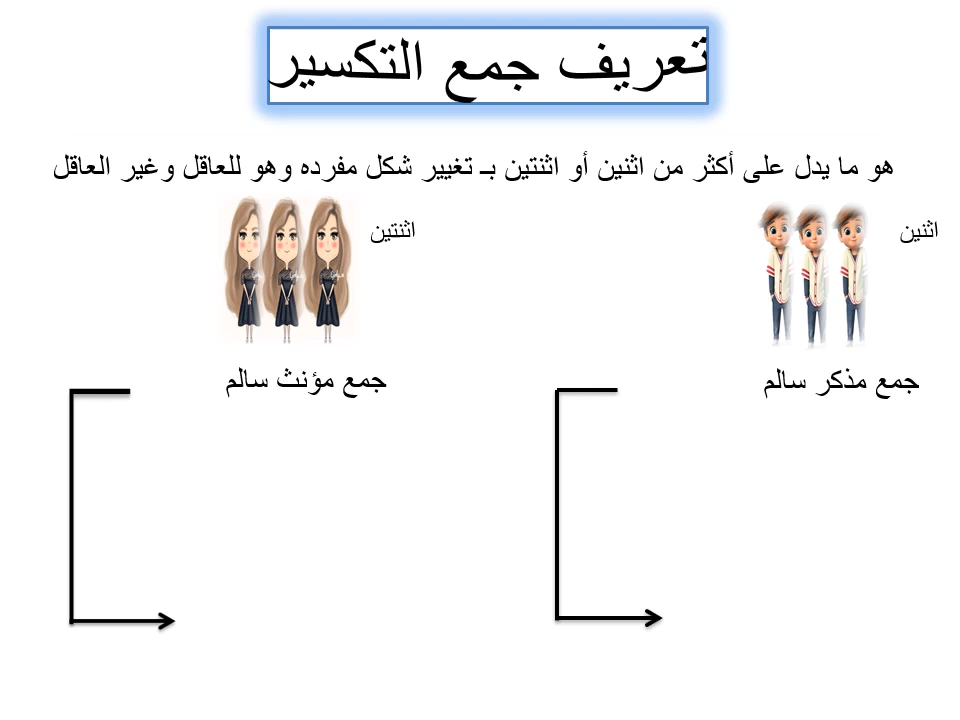 تعريف جمع التكسير
هو ما يدل على أكثر من اثنين أو اثنتين بـ تغيير شكل مفرده وهو للعاقل وغير العاقل
اثنين
اثنتين
جمع مذكر سالم
جمع مؤنث سالم